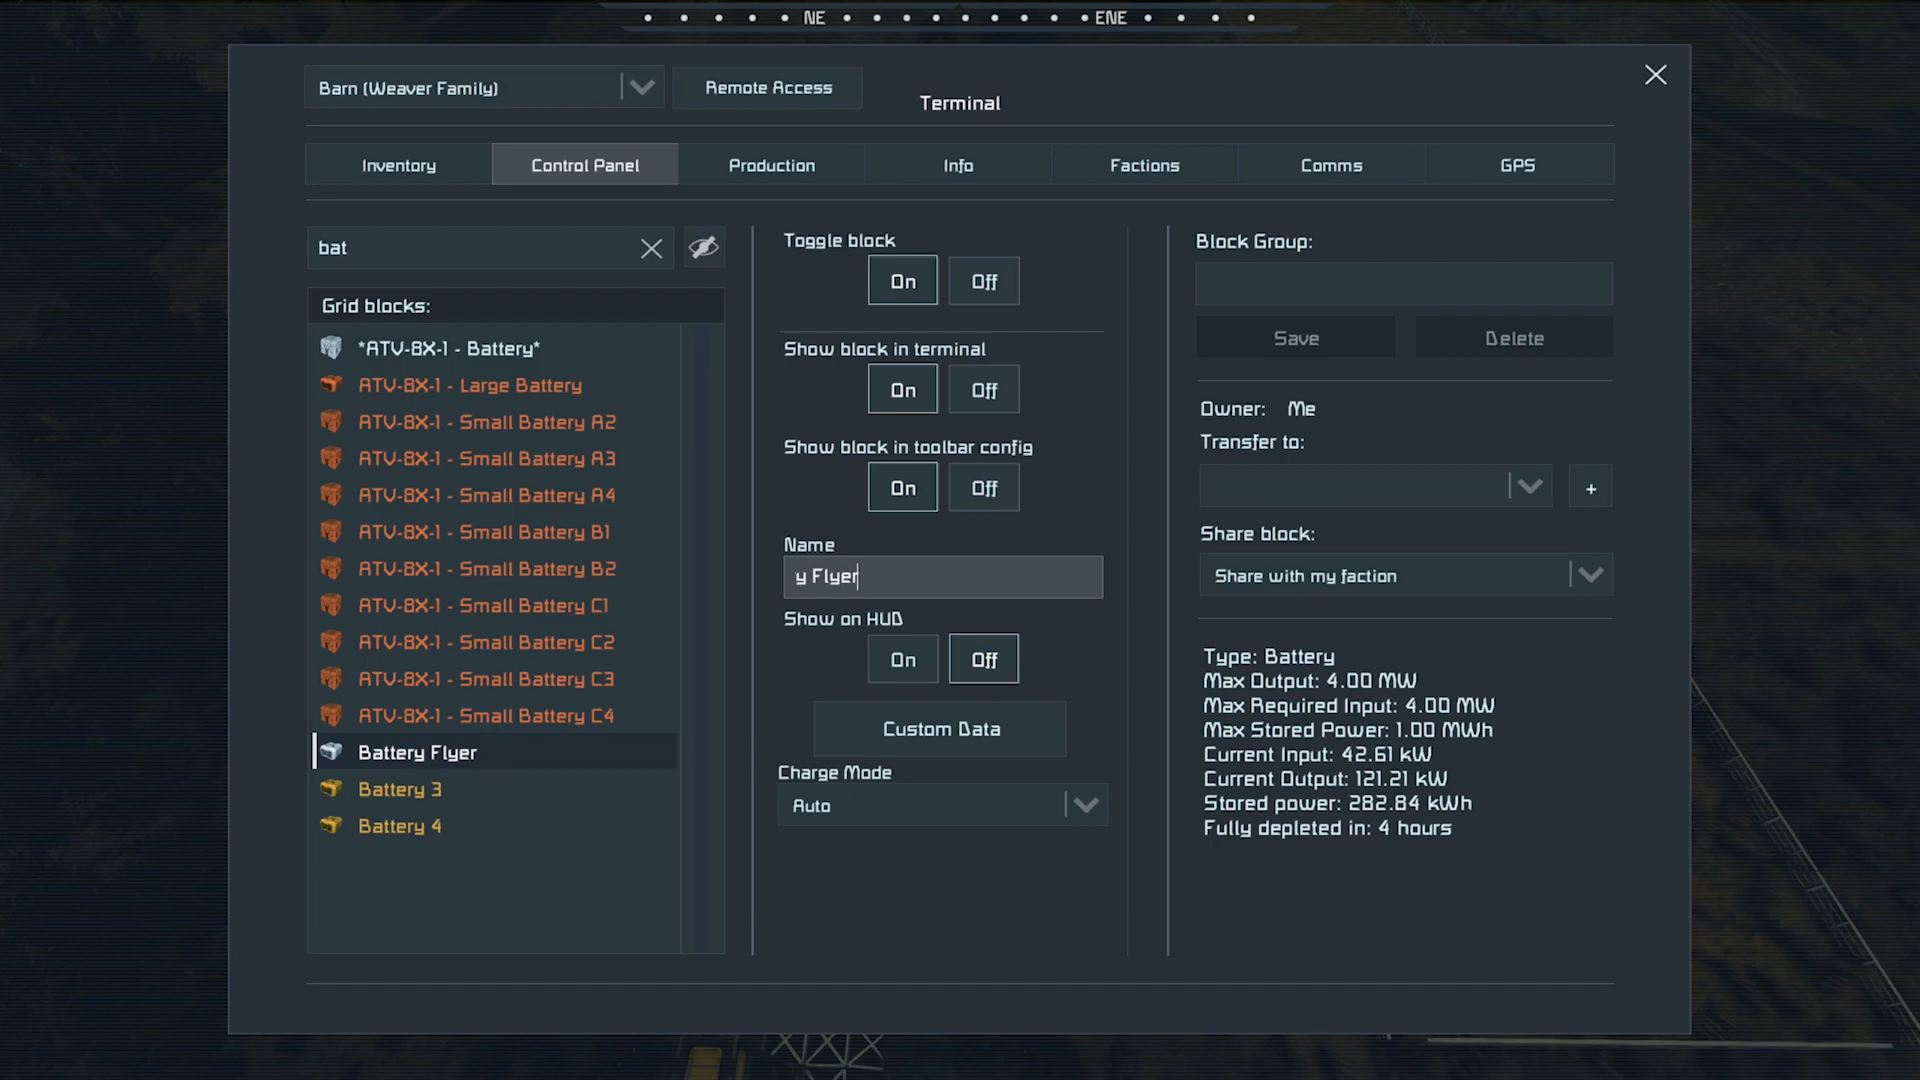 NE
ENE
Barn (Weaver Family)
Remote Access
Terminal
Inventory
Control Panel
Production
Info
Factions
Comms
GPS
bat
Grid blocks:
*ATV-8X-1 - Battery*
ATV-8X-1 - Large Battery
ATV-8X-1 - Small Battery A2
ATV-8X-1 - Small Battery A3
ATV-8X-1 - Small Battery A4
ATV-8X-1 - Small Battery B1
ATV-8X-1 - Small Battery B2
ATV-8X-1 - Small Battery C1
ATV-8X-1 - Small Battery C2
ATV-8X-1 - Small Battery C3
ATV-8X-1 - Small Battery C4
Battery Flyer
Battery 3
Battery 4
Toggle block
On
Off
Show block in terminal
On
Off
Show block in toolbar config
On
Off
Name
y Flyer
Show on HUD
On
Off
Custom Data
Charge Mode
Auto
Block Group:
Save
Delete
Owner: Me
Transfer to:
+
Share block:
Share with my faction
Type: Battery
Max Output: 4.00 MW
Max Required Input: 4.00 MW
Max Stored Power: 1.00 MWh
Current Input: 42.61 kW
Current Output: 121.21 kW
Stored power: 282.84 kWh
Fully depleted in: 4 hours